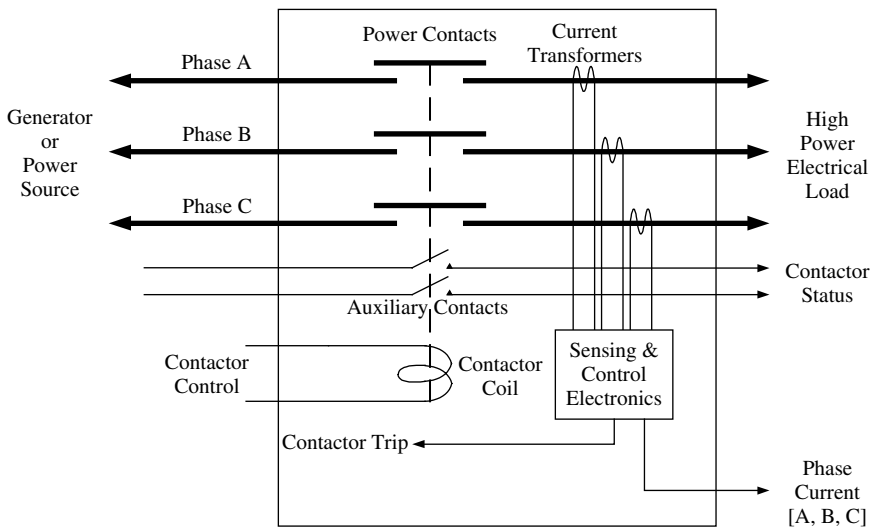 Power Contacts
Current
Transformers
Phase A
Generator
or
Power
Source
Phase B
High
Power
Electrical
Load
Phase C
Contactor
Status
Auxiliary Contacts
Contactor
Control
Contactor
Coil
Sensing &
Control
Electronics
Contactor Trip
Phase
Current
[A, B, C]